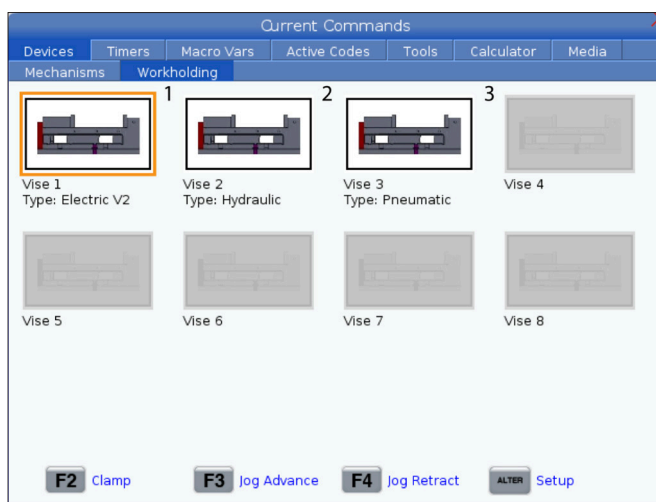 Current Commands
Devices Timers Macro Vars Active Codes Tools Calculator Media
Mechanisms Workholding
1 2 3
Vise 1 Vise 2 Vise 3 Vise 4
Type: Electric V2 Type: Hydraulic Type: Pneumatic
Vise 5 Vise 6 Vise 7 Vise 8
F2 Clamp F3 Jog Advance F4 Jog Retract ALTER Setup